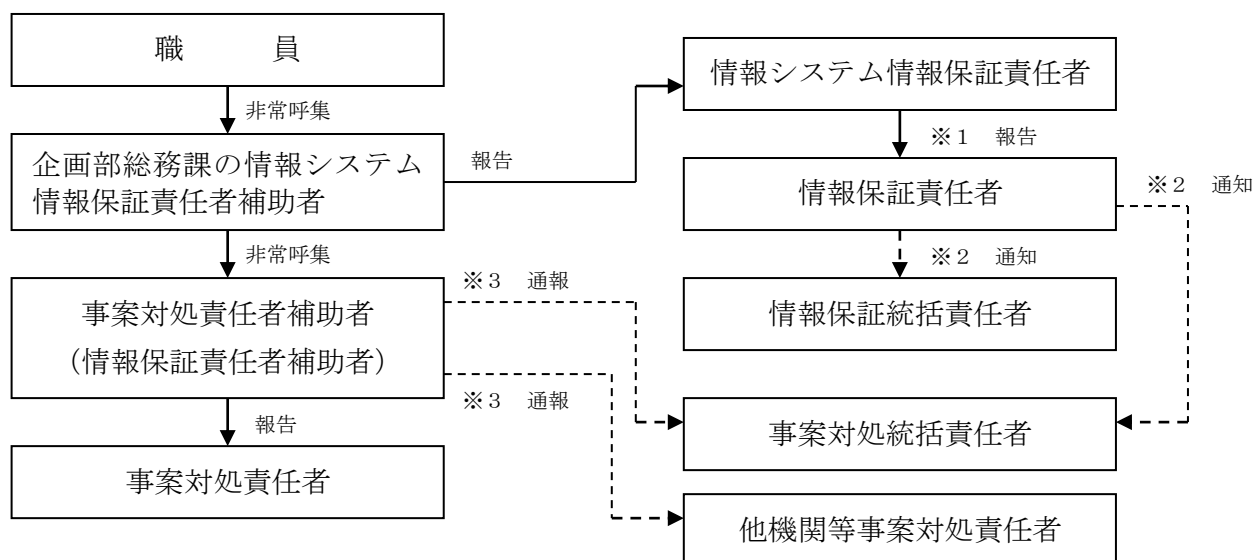 職　　　員
非常呼集
企画部総務課の情報システム
情報保証責任者補助者
報告
非常呼集
事案対処責任者補助者
（情報保証責任者補助者）
※３　通報
※３　通報
報告
事案対処責任者
情報システム情報保証責任者
※１　報告
情報保証責任者
※２　通知
※２　通知
情報保証統括責任者
事案対処統括責任者
他機関等事案対処責任者